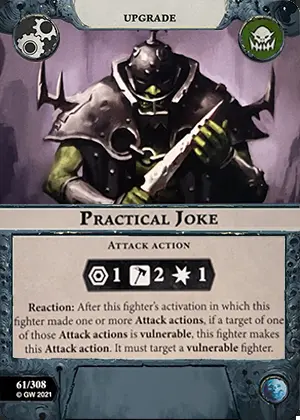 UPGRADE
PRACTICAL JOKE
ATTACK ACTION
1 2 1
Reaction: After this fighter's activation in which this
fighter made one or more Attack actions, if a target of one
of those Attack actions is vulnerable, this fighter makes
this Attack action. It must target a vulnerable fighter.
61/308
© GW 2021